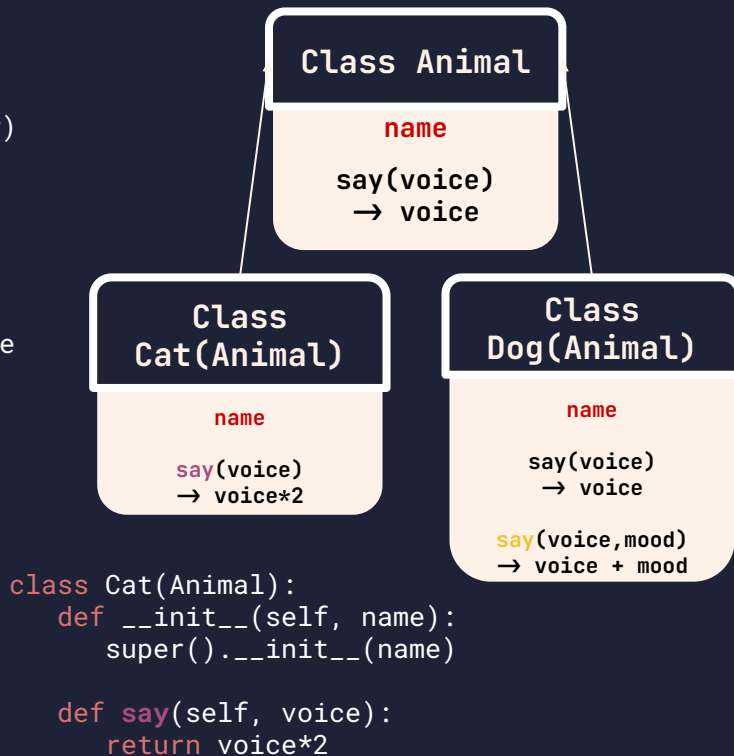 Class Animal
)
name
say(voice)
→ voice
Class
Cat(Animal)
Class
Dog(Animal)
e
name
say(voice)
→ voice*2
name
say(voice)
→ voice
say(voice,mood)
→ voice + mood
class Cat(Animal):
def __init__(self, name):
super().__init__(name)
def say(self, voice):
return voice*2